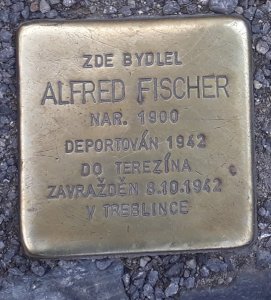 ZDE BYDLEL
ALFRED FISCHER
NAR. 1900
DEPORTOVÁN 1942
DO TEREZÍNA
ZAVRAŽDĚN 8.10.1942
V TREBLINCE